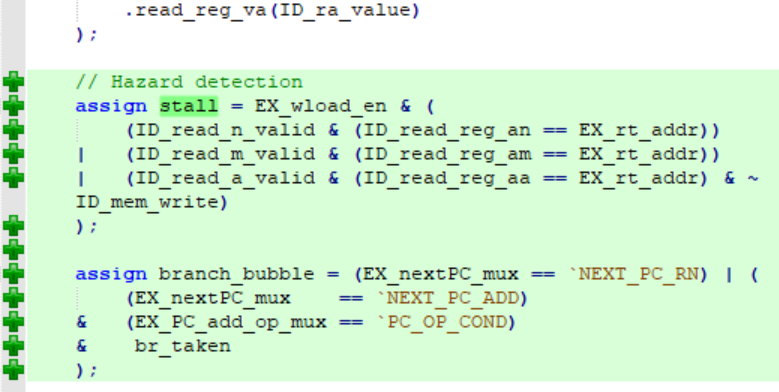 .read_reg_va(ID_ra_value)
);
// Hazard detection
assign stall = EX_wload_en & (
(ID_read_n_valid & (ID_read_reg_an == EX_rt_addr))
| (ID_read_m_valid & (ID_read_reg_am == EX_rt_addr))
| (ID_read_a_valid & (ID_read_reg_aa == EX_rt_addr) & ~
ID_mem_write)
);
assign branch_bubble = (EX_nextPC_mux == `NEXT_PC_RN) | (
(EX_nextPC_mux == `NEXT_PC_ADD)
& (EX_PC_add_op_mux == `PC_OP_COND)
& br_taken
);